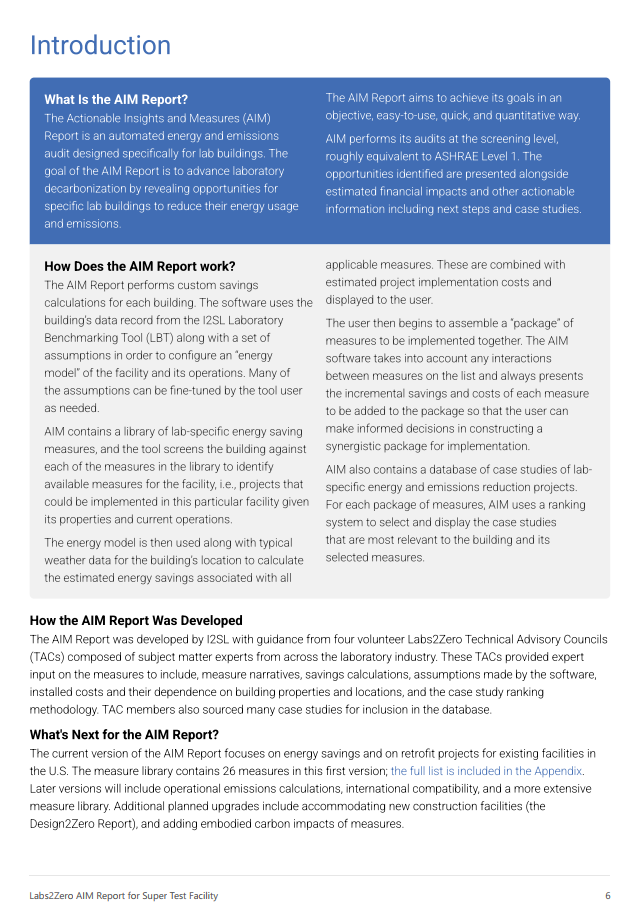 Introduction
What Is the AIM Report?
The Actionable Insights and Measures (AIM)
Report is an automated energy and emissions
audit designed specifically for lab buildings. The
goal of the AIM Report is to advance laboratory
decarbonization by revealing opportunities for
specific lab buildings to reduce their energy usage
and emissions.
The AIM Report aims to achieve its goals in an
objective, easy-to-use, quick, and quantitative way.
AIM performs its audits at the screening level,
roughly equivalent to ASHRAE Level 1. The
opportunities identified are presented alongside
estimated financial impacts and other actionable
information including next steps and case studies.
How Does the AIM Report work?
The AIM Report performs custom savings
calculations for each building. The software uses the
building's data record from the I2SL Laboratory
Benchmarking Tool (LBT) along with a set of
assumptions in order to configure an "energy
model" of the facility and its operations. Many of
the assumptions can be fine-tuned by the tool user
as needed.
AIM contains a library of lab-specific energy saving
measures, and the tool screens the building against
each of the measures in the library to identify
available measures for the facility, i.e., projects that
could be implemented in this particular facility given
its properties and current operations.
The energy model is then used along with typical
weather data for the building's location to calculate
the estimated energy savings associated with all
applicable measures. These are combined with
estimated project implementation costs and
displayed to the user.
The user then begins to assemble a "package" of
measures to be implemented together. The AIM
software takes into account any interactions
between measures on the list and always presents
the incremental savings and costs of each measure
to be added to the package so that the user can
make informed decisions in constructing a
synergistic package for implementation.
AIM also contains a database of case studies of lab-
specific energy and emissions reduction projects.
For each package of measures, AIM uses a ranking
system to select and display the case studies
that are most relevant to the building and its
selected measures.
How the AIM Report Was Developed
The AIM Report was developed by I2SL with guidance from four volunteer Labs2Zero Technical Advisory Councils
(TACs) composed of subject matter experts from across the laboratory industry. These TACs provided expert
input on the measures to include, measure narratives, savings calculations, assumptions made by the software,
installed costs and their dependence on building properties and locations, and the case study ranking
methodology. TAC members also sourced many case studies for inclusion in the database.
What's Next for the AIM Report?
The current version of the AIM Report focuses on energy savings and on retrofit projects for existing facilities in
the U.S. The measure library contains 26 measures in this first version; the full list is included in the Appendix.
Later versions will include operational emissions calculations, international compatibility, and a more extensive
measure library. Additional planned upgrades include accommodating new construction facilities (the
Design2Zero Report), and adding embodied carbon impacts of measures.
Labs2Zero AIM Report for Super Test Facility
6